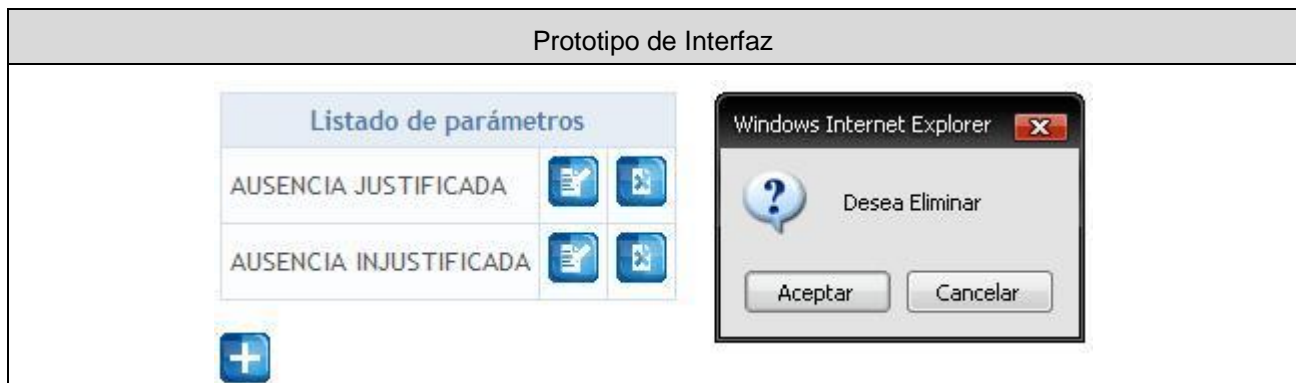 Prototipo de Interfaz
Listado de parámetros
AUSENCIA JUSTIFICADA
AUSENCIA INJUSTIFICADA
Windows Internet Explorer
Desea Eliminar
Aceptar
Cancelar